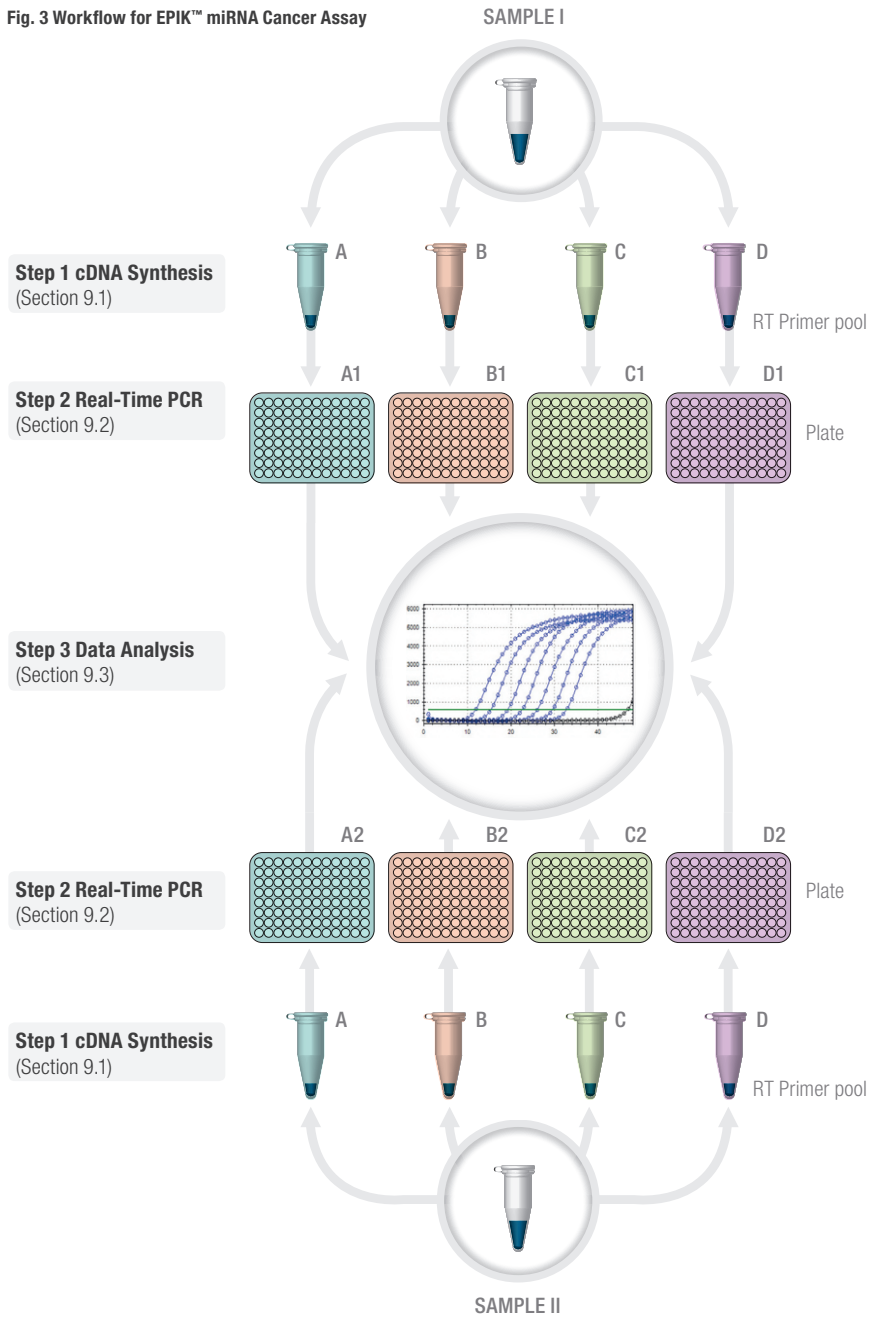 Fig. 3 Workflow for EPIK™ miRNA Cancer Assay
SAMPLE I
A
B
C
D
Step 1 cDNA Synthesis
(Section 9.1)
RT Primer pool
A1
B1
C1
D1
Step 2 Real-Time PCR
(Section 9.2)
Plate
6000
5000
4000
3000
2000
1000
0
0
10
20
30
40
Step 3 Data Analysis
(Section 9.3)
A2
B2
C2
D2
Step 2 Real-Time PCR
(Section 9.2)
Plate
A
B
C
D
Step 1 cDNA Synthesis
(Section 9.1)
RT Primer pool
SAMPLE II